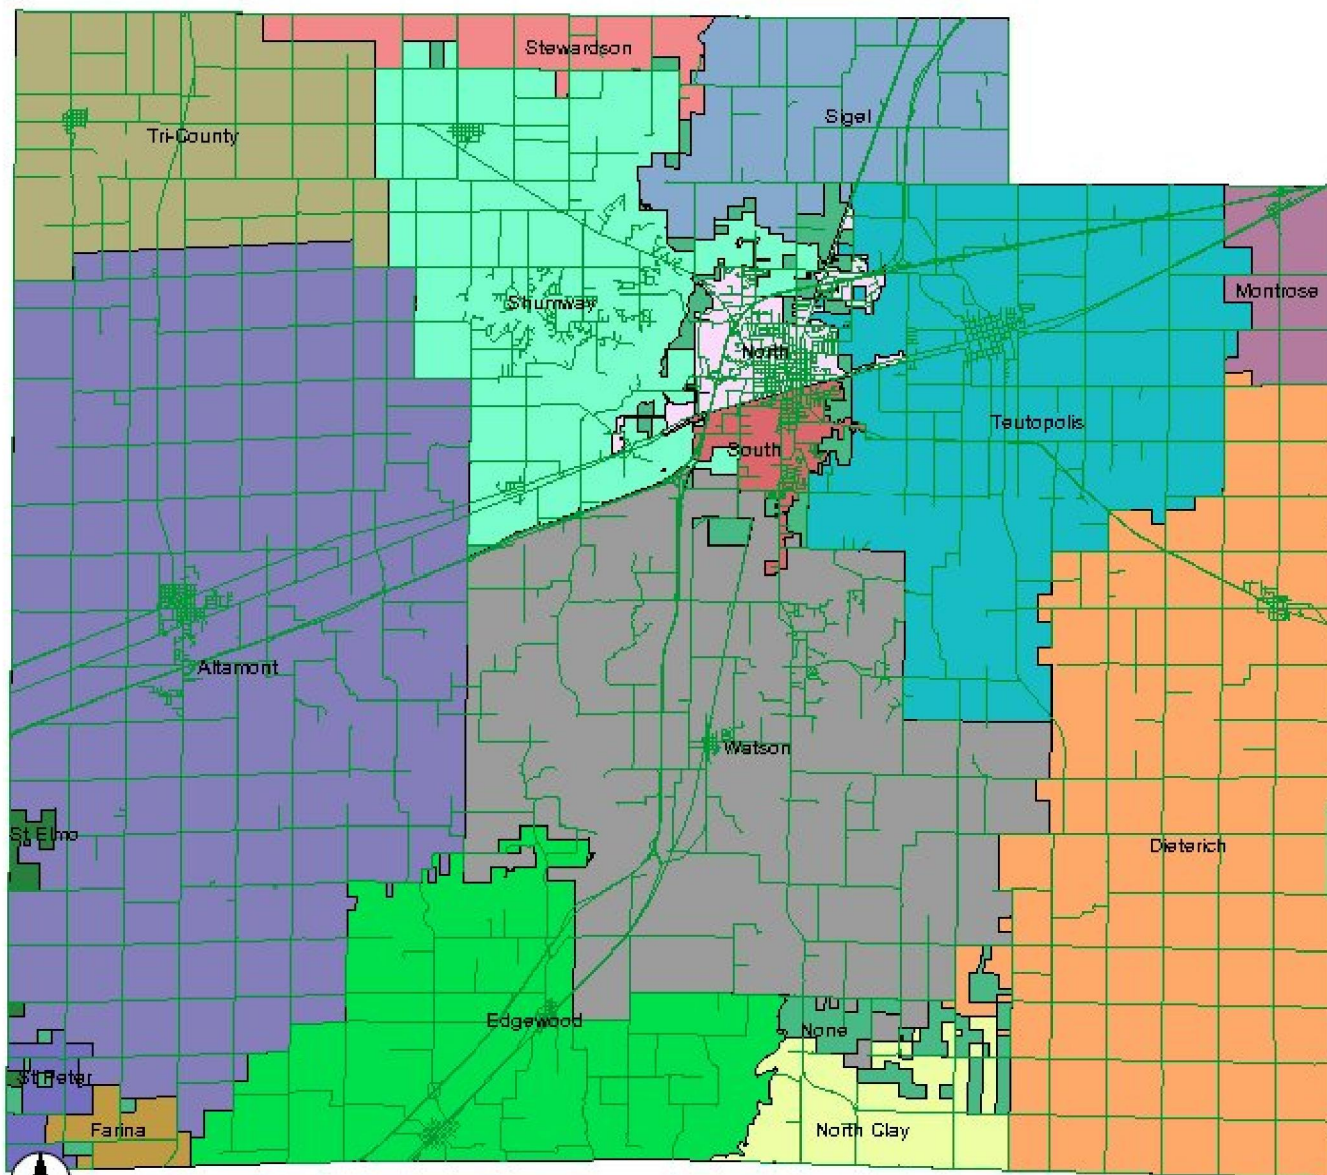 Stewardson
Sigel
Tri-County
Montrose
Shumway
North
Teutopolis
South
Altamont
Watson
St Elmo
Dieterich
Edgewood
None
St Peter
Farina
North Clay